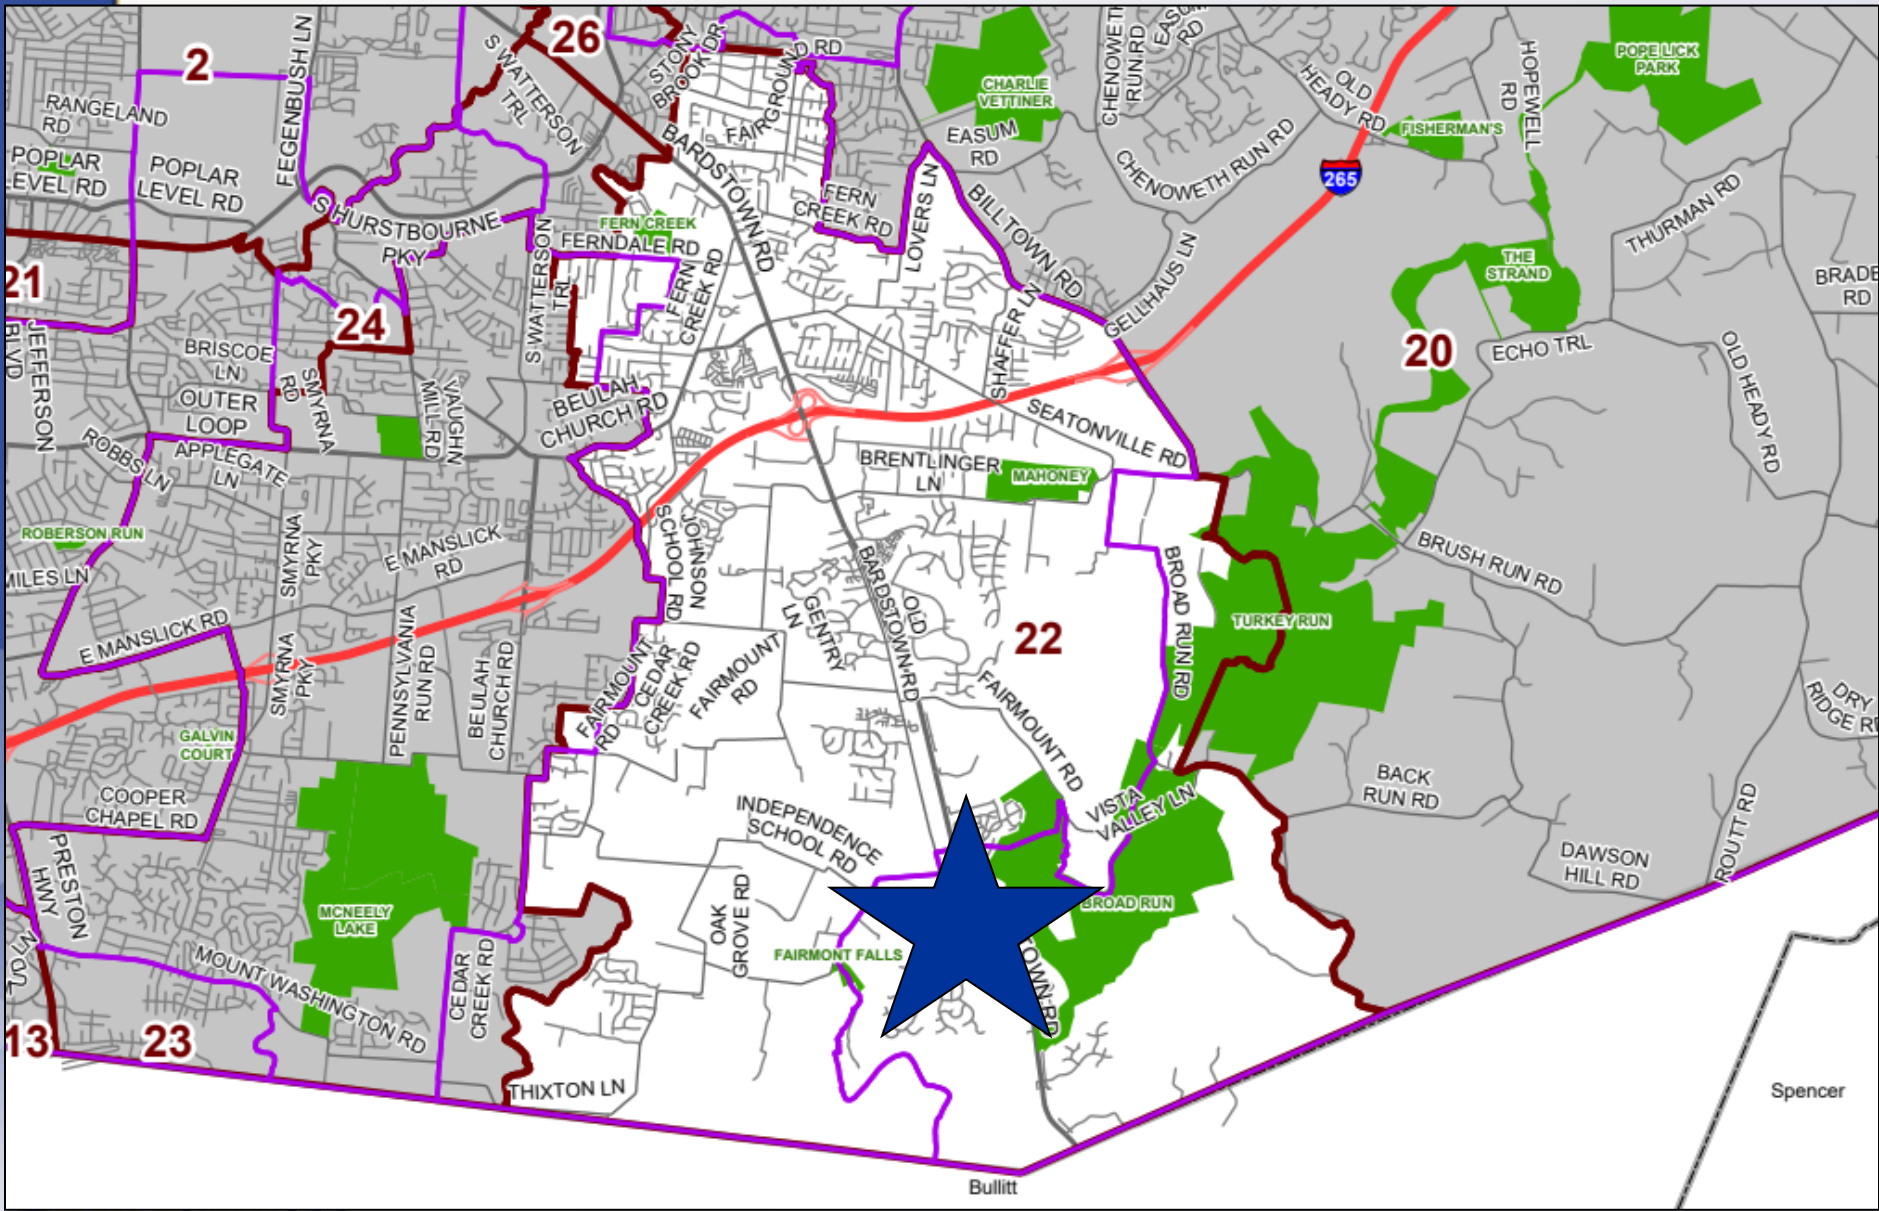 2
26
RANGELAND
RD
POPLAR
LEVEL RD
POPLAR
LEVEL RD
FEGENBUSH LN
S WATTERSON
TRL
STONY
BROOK DR
FAIRGROUND RD
CHARLIE
VETTINER
CHENOWETH
RUN RD
EASUM
RD
OLD
HEADY RD
HOPEWELL
RD
POPE LICK
PARK
FISHERMAN'S
EASUM
RD
CHENOWETH RUN RD
265
BARDSTOWN RD
FERN
CREEK RD
LOVERS LN
BILLTOWN RD
THURMAN RD
S HURSTBOURNE
PKY
FERN CREEK
FERNDALE RD
S WATTERSON
TRL
FERN
CREEK RD
GELLHAUS LN
THE
STRAND
BRADE
RD
21
24
20
JEFFERSON
BLVD
BRISCOE
LN
SMYRNA
RD
OUTER
LOOP
VAUGHN
MILL RD
BEULAH
CHURCH RD
SHAFFER LN
ECHO TRL
OLD HEADY RD
SEATONVILLE RD
ROBBS LN
APPLEGATE
LN
BRENTLINGER
LN
MAHONEY
ROBERSON RUN
MILES LN
SMYRNA
PKY
E MANSLICK
RD
JOHNSON
SCHOOL RD
BARDSTOWN RD
OLD
GENTRY
LN
BROAD RUN RD
BRUSH RUN RD
TURKEY RUN
E MANSLICK RD
22
SMYRNA
PKY
PENNSYLVANIA
RUN RD
BEULAH
CHURCH RD
FAIRMOUNT
RD
CEDAR
CREEK RD
FAIRMOUNT
RD
FAIRMOUNT RD
DRY
RIDGE RD
GALVIN
COURT
COOPER
CHAPEL RD
INDEPENDENCE
SCHOOL RD
VISTA
VALLEY LN
BACK
RUN RD
DAWSON
HILL RD
ROUTT RD
PRESTON
HWY
MCNEELY
LAKE
OAK
GROVE RD
BROAD RUN
FAIRMONT FALLS
TOWN RD
MOUNT WASHINGTON RD
CEDAR
CREEK RD
13
23
THIXTON LN
Spencer
Bullitt